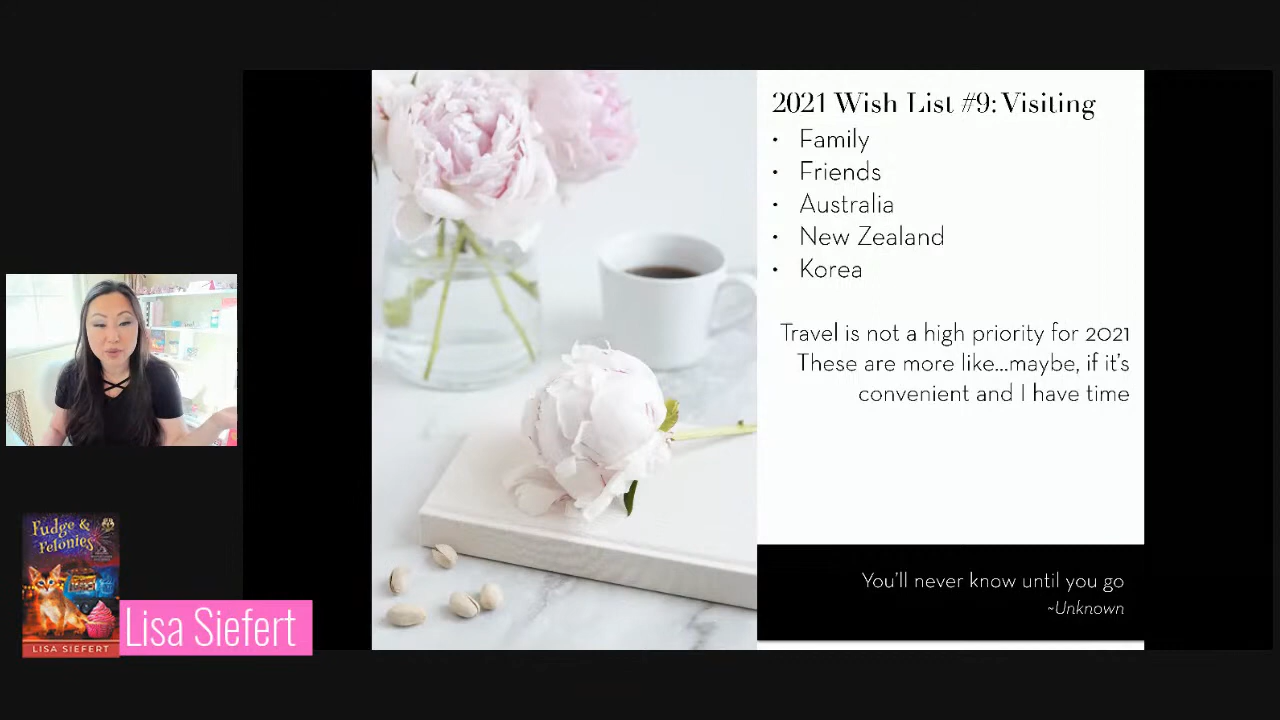 2021 Wish List #9: Visiting
• Family
• Friends
• Australia
• New Zealand
• Korea
Travel is not a high priority for 2021
These are more like...maybe, if it's
convenient and I have time
You'll never know until you go
~Unknown
Fudge &
Felonies
LISA SIEFERT
Lisa Siefert